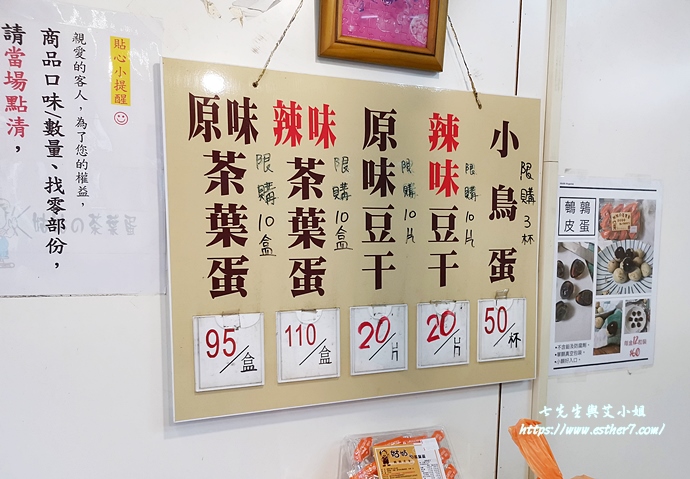 貼心小提醒
親愛的客人，為了您的權益，
商品口味/數量、找零部份，
請當場點清，
の茶葉蛋
原味茶葉蛋
限購10盒
95/盒
辣味茶葉蛋
限購10盒
110/盒
原味豆干
限購10片
20/片
辣味豆干
限購10片
20/片
小鳥蛋
限購3杯
50/杯
鵪鶉皮蛋
七先生與艾小姐
https://www.esther7.com/